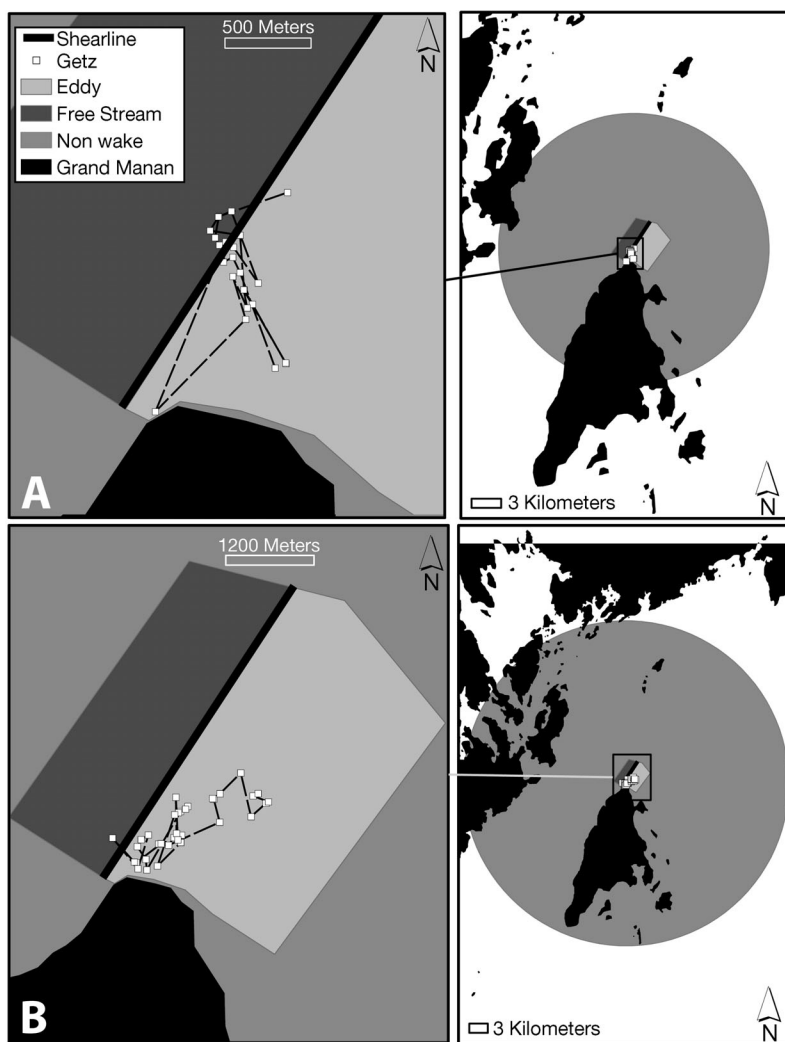 Shearline
Getz
Eddy
Free Stream
Non wake
Grand Manan
500 Meters
N
A
N
3 Kilometers
1200 Meters
N
B
N
3 Kilometers